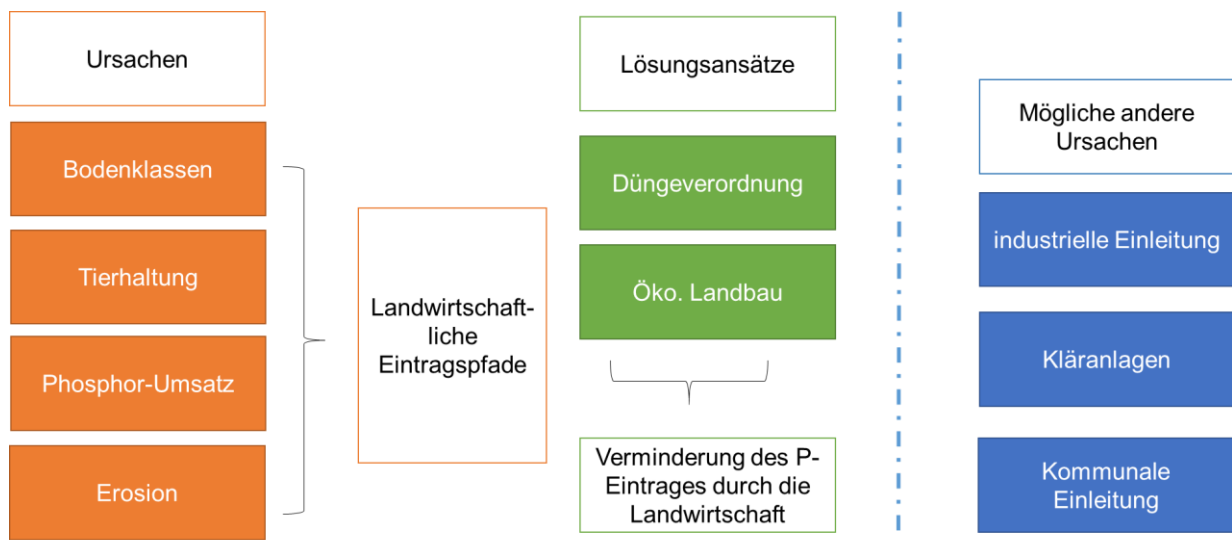 Ursachen
Bodenklassen
Tierhaltung
Phosphor-Umsatz
Erosion
Landwirtschaft-
liche
Eintragspfade
Lösungsansätze
Düngeverordnung
Öko. Landbau
Verminderung des P-
Eintrages durch die
Landwirtschaft
Mögliche andere
Ursachen
industrielle Einleitung
Kläranlagen
Kommunale
Einleitung